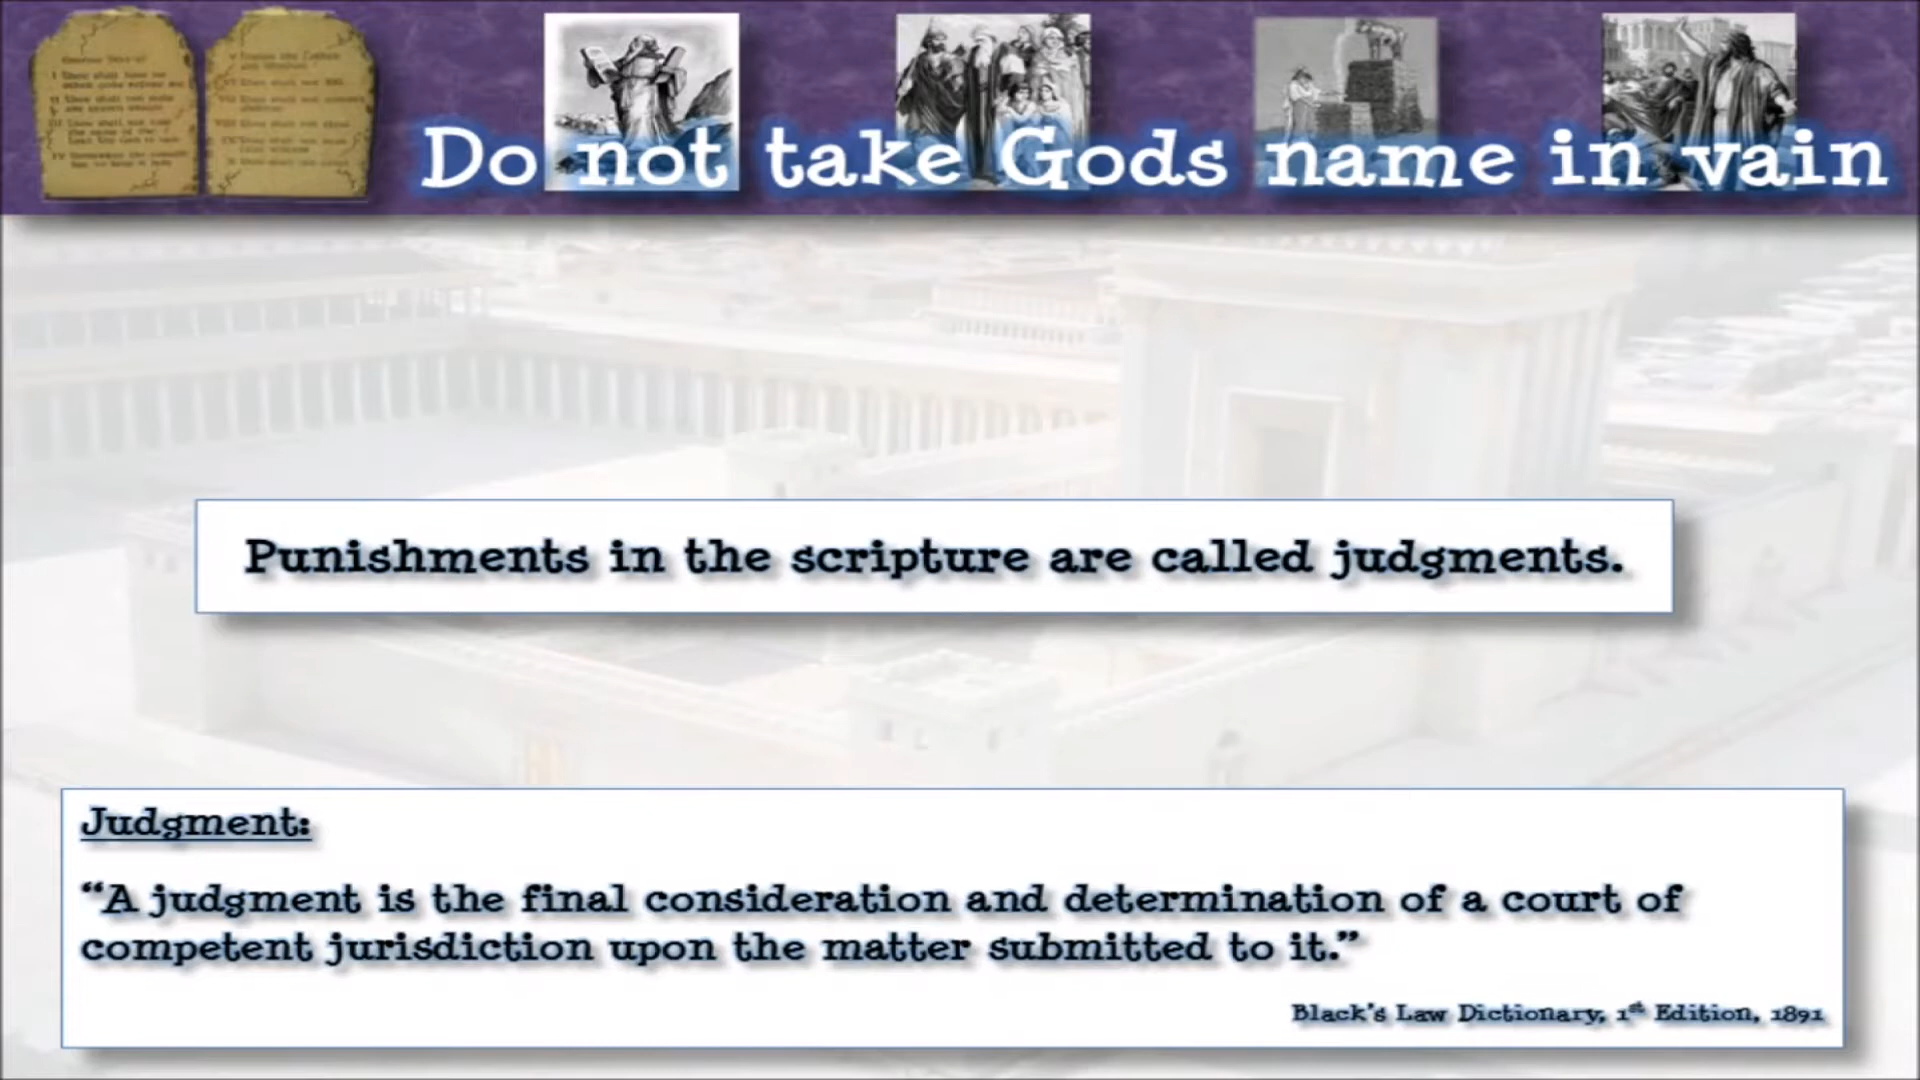 Do not take Gods name in vain
Punishments in the scripture are called judgments.
Judgment:
“A judgment is the final consideration and determination of a court of
competent jurisdiction upon the matter submitted to it.”
Black's Law Dictionary, 1st Edition, 1891